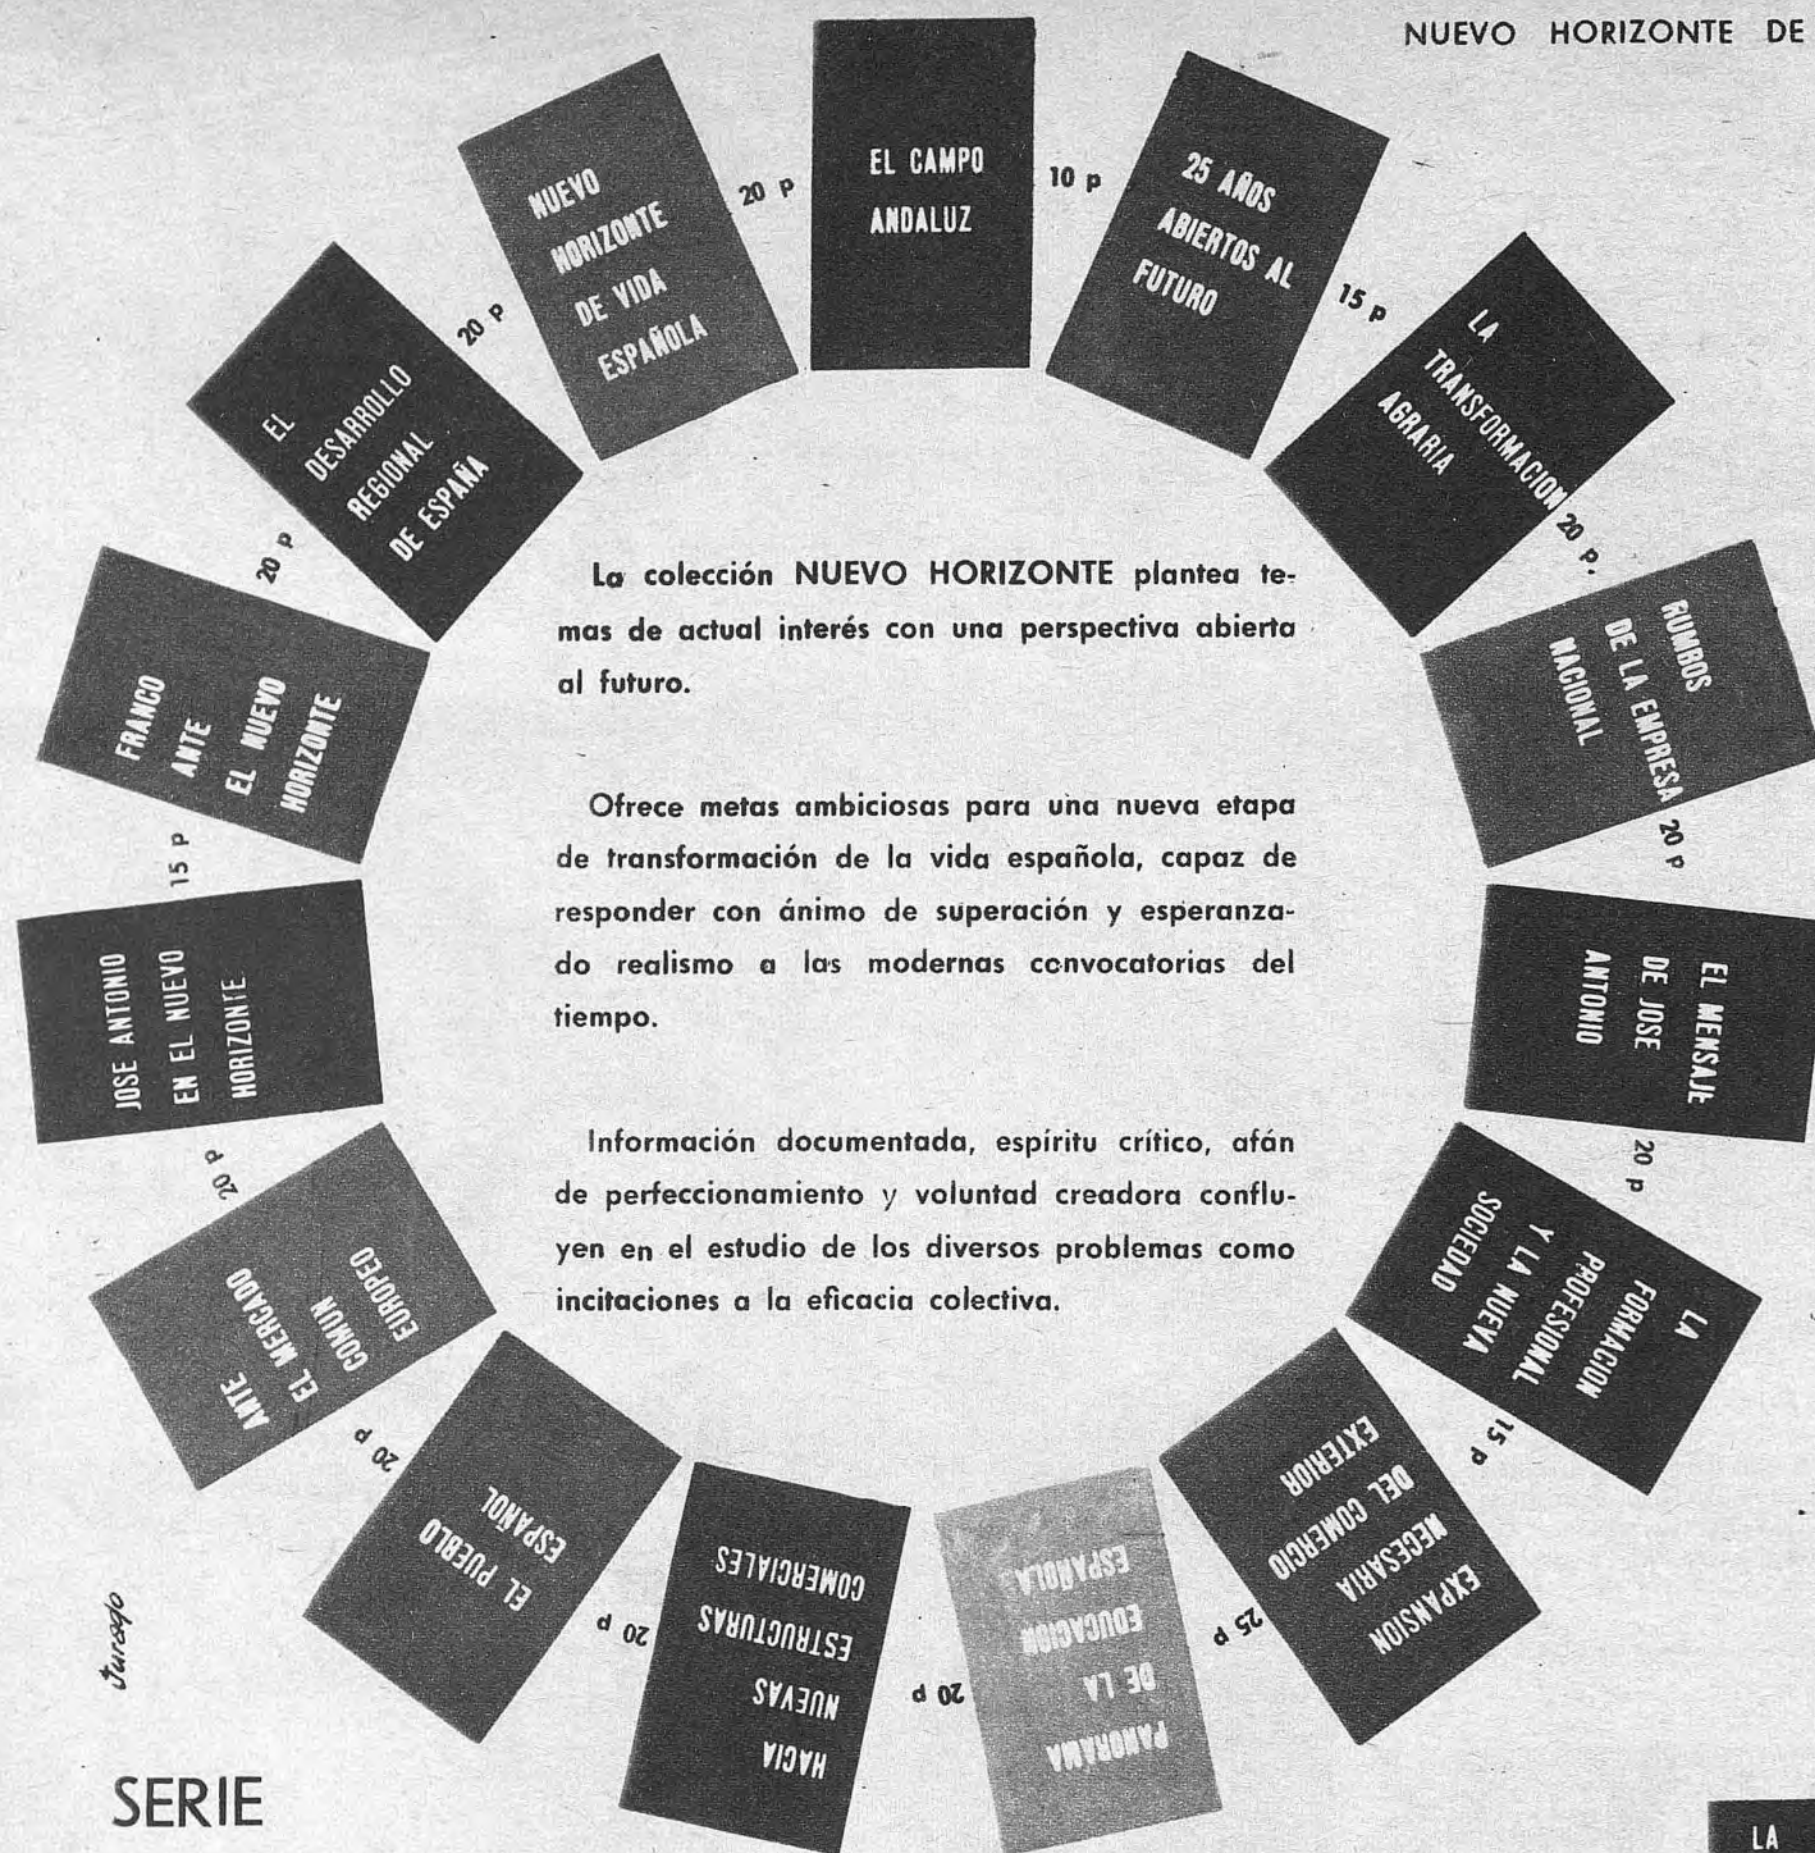 NUEVO HORIZONTE DE
EL CAMPO
ANDALUZ
10 p
25 AÑOS
ABIERTOS AL
FUTURO
15 p
LA
TRANSFORMACION
AGRARIA
20 p.
RUMBOS
DE LA EMPRESA
NACIONAL
20 p
EL MENSAJE
DE JOSE
ANTONIO
20 p
LA
FORMACION
PROFESIONAL
Y LA NUEVA
SOCIEDAD
15 p
EXPANSION
NECESARIA
DEL COMERCIO
EXTERIOR
25 p
PANORAMA
DE LA
EDUCACION
ESPAÑOLA
20 p
HACIA
NUEVAS
ESTRUCTURAS
COMERCIALES
20 p
EL PUEBLO
ESPAÑOL
20 p
ANTE
EL MERCADO
COMUN
EUROPEO
20 p
JOSE ANTONIO
EN EL NUEVO
HORIZONTE
15 p
FRANCO
ANTE
EL NUEVO
HORIZONTE
20 p
EL
DESARROLLO
REGIONAL
DE ESPAÑA
20 p
NUEVO
HORIZONTE
DE VIDA
ESPAÑOLA
20 p
La colección NUEVO HORIZONTE plantea te-
mas de actual interés con una perspectiva abierta
al futuro.
Ofrece metas ambiciosas para una nueva etapa
de transformación de la vida española, capaz de
responder con ánimo de superación y esperanza-
do realismo a las modernas convocatorias del
tiempo.
Información documentada, espíritu crítico, afán
de perfeccionamiento y voluntad creadora conflu-
yen en el estudio de los diversos problemas como
incitaciones a la eficacia colectiva.
SERIE
LA